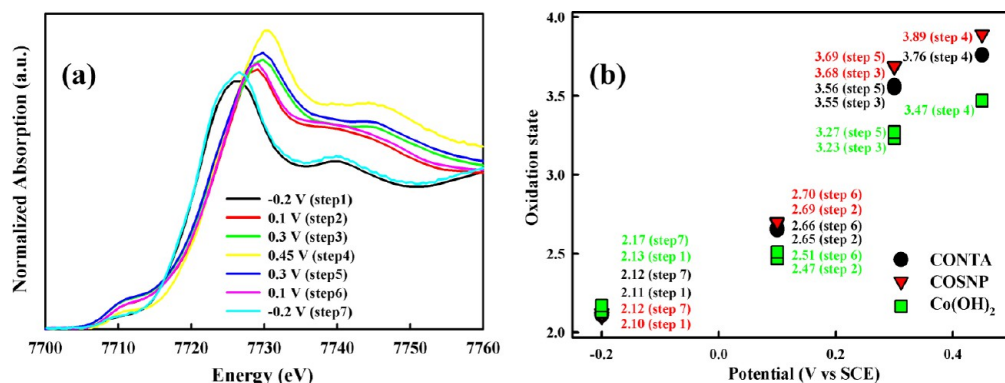 (a)
Normalized Absorption (a.u.)
-0.2 V (step1)
0.1 V (step2)
0.3 V (step3)
0.45 V (step4)
0.3 V (step5)
0.1 V (step6)
-0.2 V (step7)
7700 7710 7720 7730 7740 7750 7760
Energy (eV)
(b)
Oxidation state
4.0
3.5
3.0
2.5
2.0
3.89 (step 4)
3.76 (step 4)
3.69 (step 5)
3.68 (step 3)
3.56 (step 5)
3.55 (step 3)
3.47 (step 4)
3.27 (step 5)
3.23 (step 3)
2.70 (step 6)
2.69 (step 2)
2.66 (step 6)
2.65 (step 2)
2.51 (step 6)
2.47 (step 2)
2.17 (step7)
2.13 (step 1)
2.12 (step 7)
2.11 (step 1)
2.12 (step 7)
2.10 (step 1)
CONTA
COSNP
Co(OH)2
-0.2 0.0 0.2 0.4
Potential (V vs SCE)